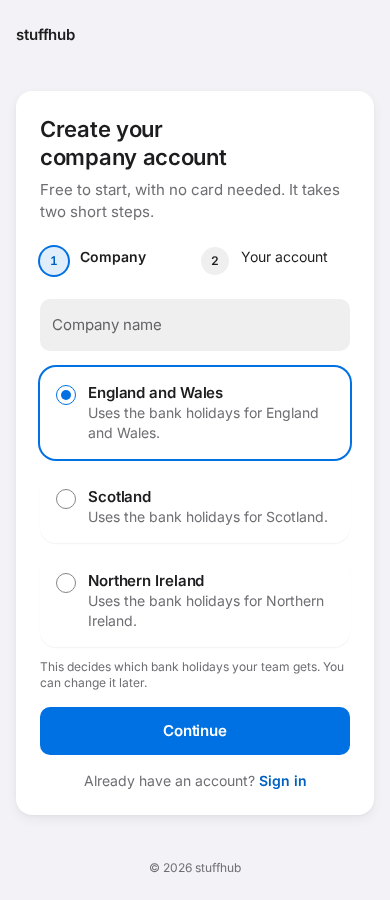 stuffhub
Create your
company account
Free to start, with no card needed. It takes
two short steps.
1 Company 2 Your account
Company name
England and Wales
Uses the bank holidays for England
and Wales.
Scotland
Uses the bank holidays for Scotland.
Northern Ireland
Uses the bank holidays for Northern
Ireland.
This decides which bank holidays your team gets. You
can change it later.
Continue
Already have an account? Sign in
© 2026 stuffhub